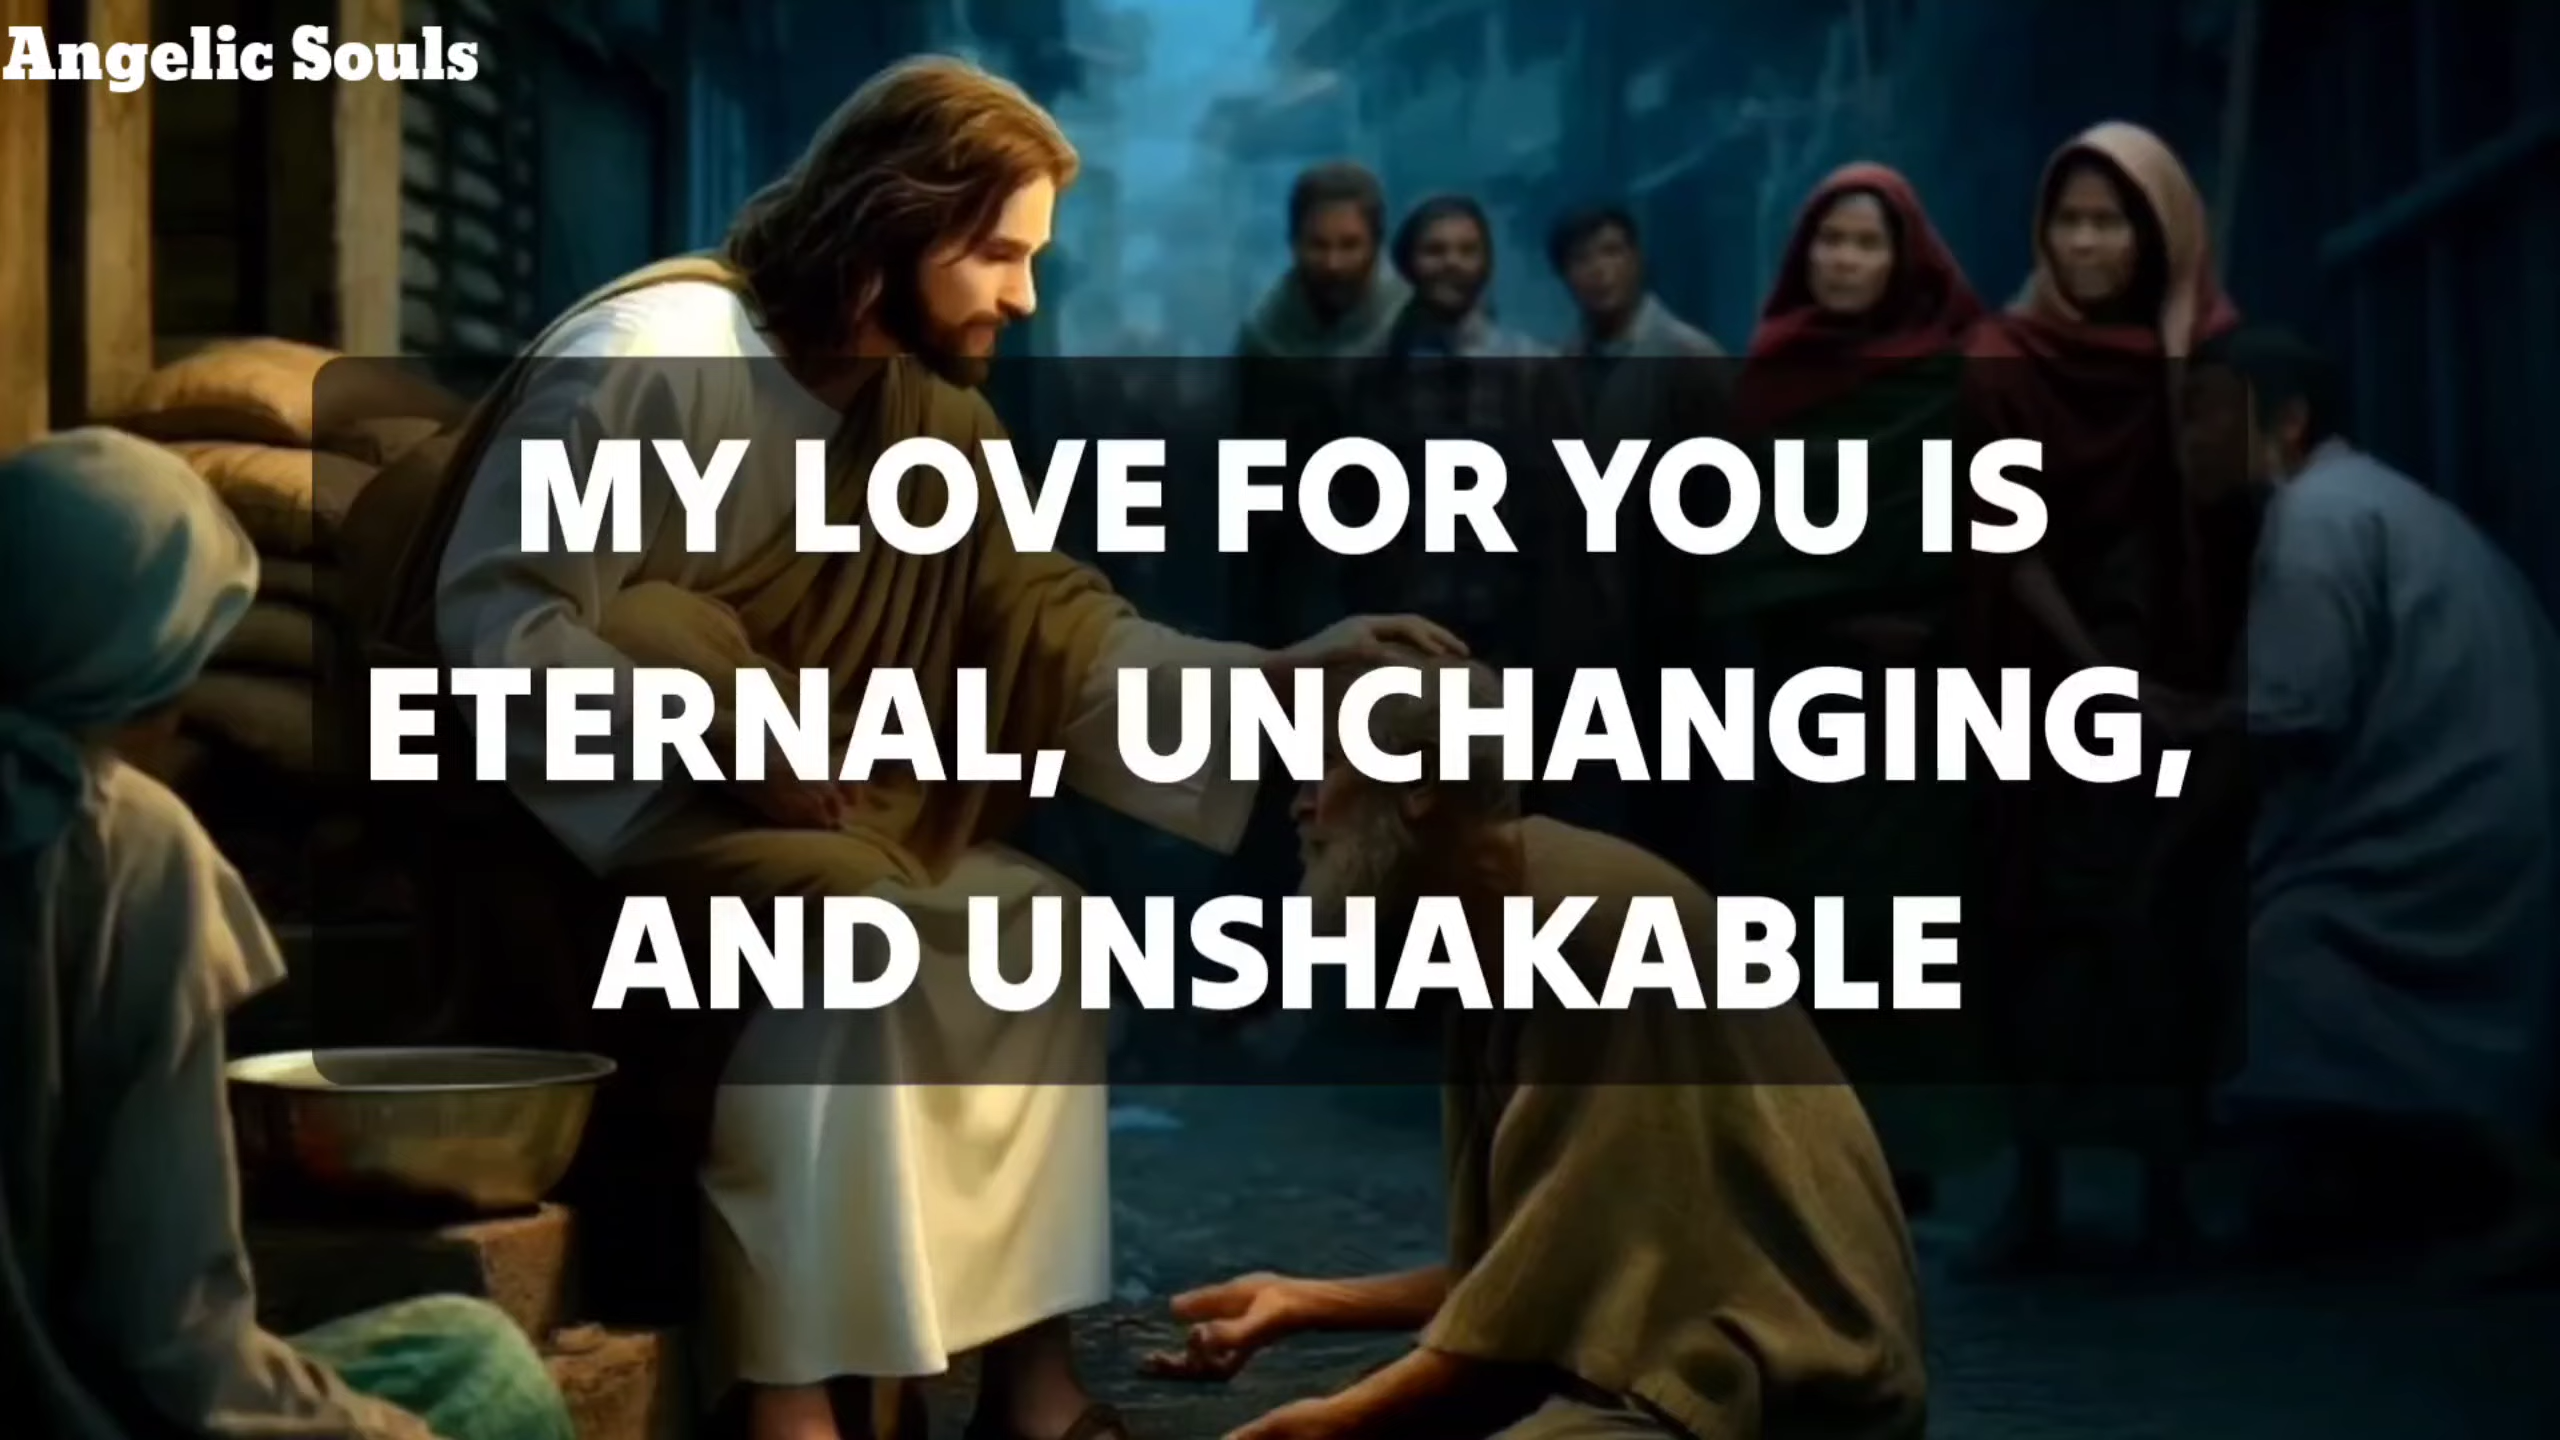 Angelic Souls
MY LOVE FOR YOU IS
ETERNAL, UNCHANGING,
AND UNSHAKABLE